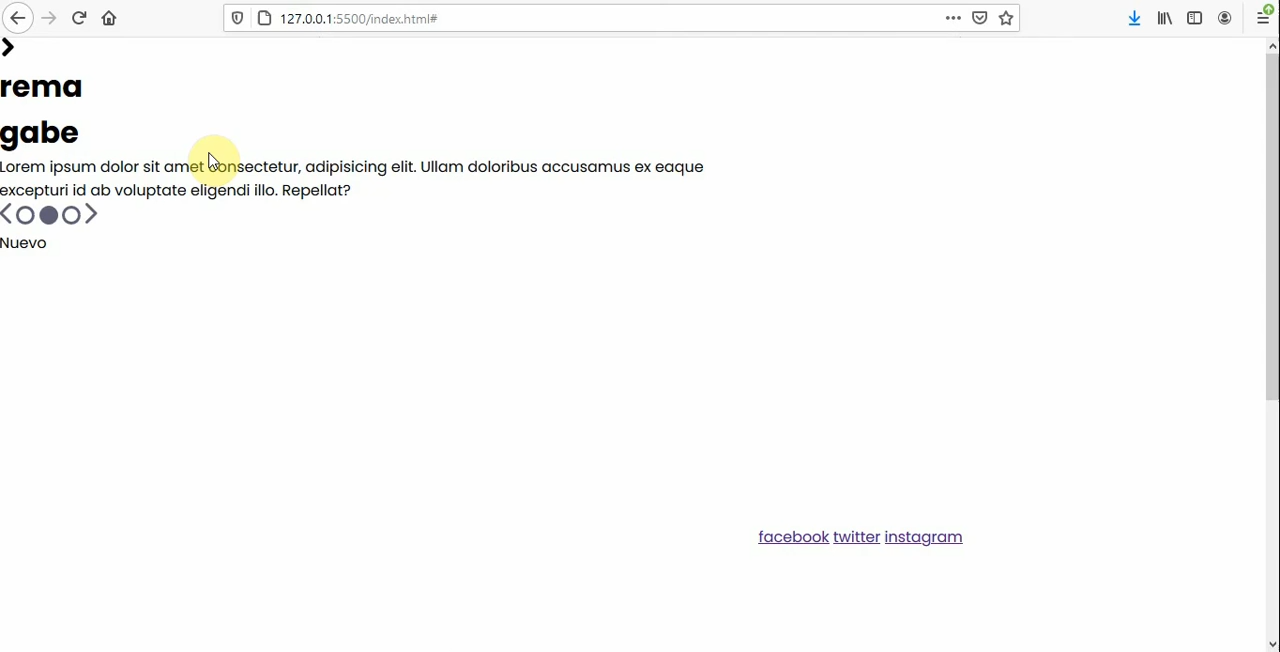 127.0.0.1:5500/index.html#
rema
gabe
Lorem ipsum dolor sit amet consectetur, adipisicing elit. Ullam doloribus accusamus ex eaque
excepturi id ab voluptate eligendi illo. Repellat?
Nuevo
facebook twitter instagram